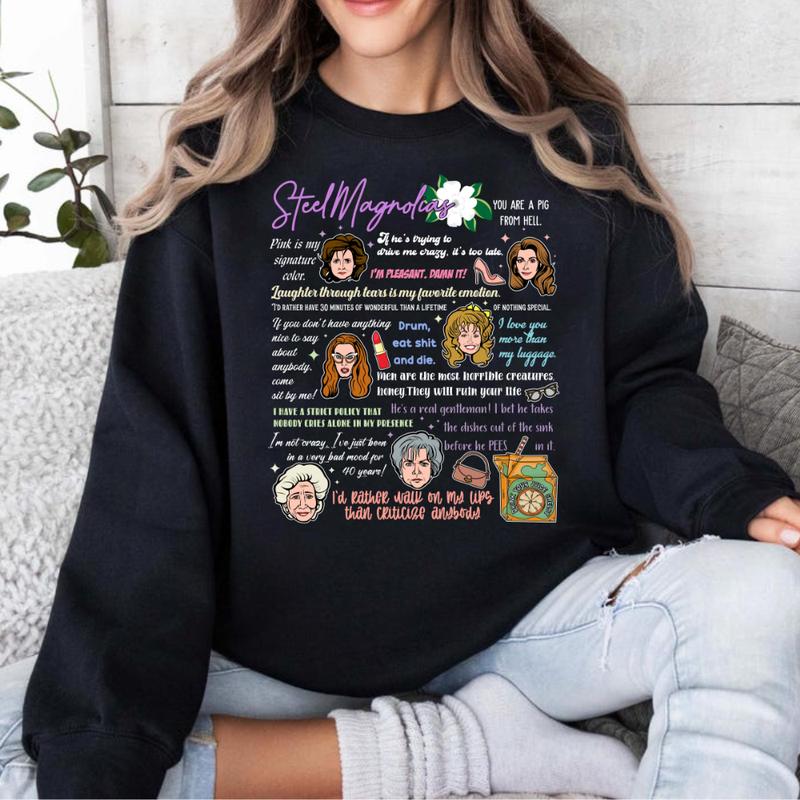 Steel Magnolias
YOU ARE A PIG
FROM HELL.
Pink is my
signature
color.
If he's trying to
drive me crazy, it's too late.
I'M PLEASANT, DAMN IT!
Laughter through tears is my favorite emotion.
I'D RATHER HAVE 30 MINUTES OF WONDERFUL THAN A LIFETIME OF NOTHING SPECIAL.
If you don't have anything
nice to say
about
anybody,
come
sit by me!
Drum,
eat shit
and die.
I love you
more than
my luggage.
Men are the most horrible creatures,
honey.They will ruin your life
I HAVE A STRICT POLICY THAT
NOBODY CRIES ALONE IN MY PRESENCE
He's a real gentleman! I bet he takes
the dishes out of the sink
before he PEES in it.
I'm not crazy, I've just been
in a very bad mood for
40 years!
I'd Rather walk on my lips
than criticize anybody